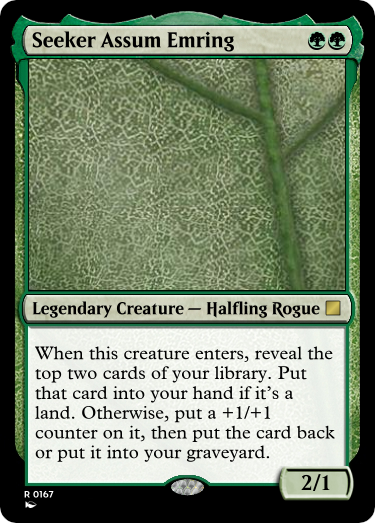 Seeker Assum Emring
Legendary Creature — Halfling Rogue
When this creature enters, reveal the
top two cards of your library. Put
that card into your hand if it's a
land. Otherwise, put a +1/+1
counter on it, then put the card back
or put it into your graveyard.
2/1
R 0167